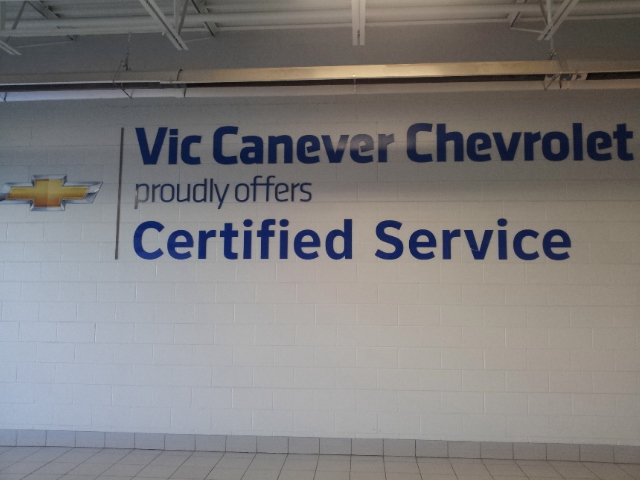 Vic Canever Chevrolet
proudly offers
Certified Service